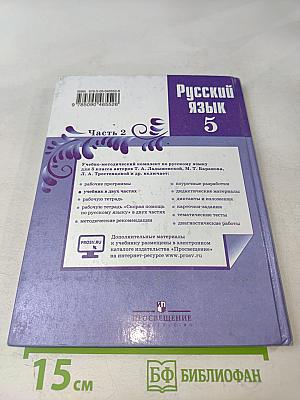 Русский
язык
5
Часть 2
Учебно-методический комплект по русскому языку
для 5 класса авторов Т. А. Ладыженской, М. Т. Баранова,
Л. А. Тростенцовой и др. включает:
• рабочие программы
• учебник в двух частях
• рабочую тетрадь
• рабочую тетрадь «Скорая помощь
по русскому языку» в двух частях
• методические рекомендации
• поурочные разработки
• дидактические материалы
• диктанты и изложения
• карточки-задания
• тематические тесты
• диагностические работы
PROSV.RU
Дополнительные материалы
к учебнику размещены в электронном
каталоге издательства «Просвещение»
на интернет-ресурсе www.prosv.ru
ПРОСВЕЩЕНИЕ
ИЗДАТЕЛЬСТВО
15 см
БФ БИБЛИОФАН